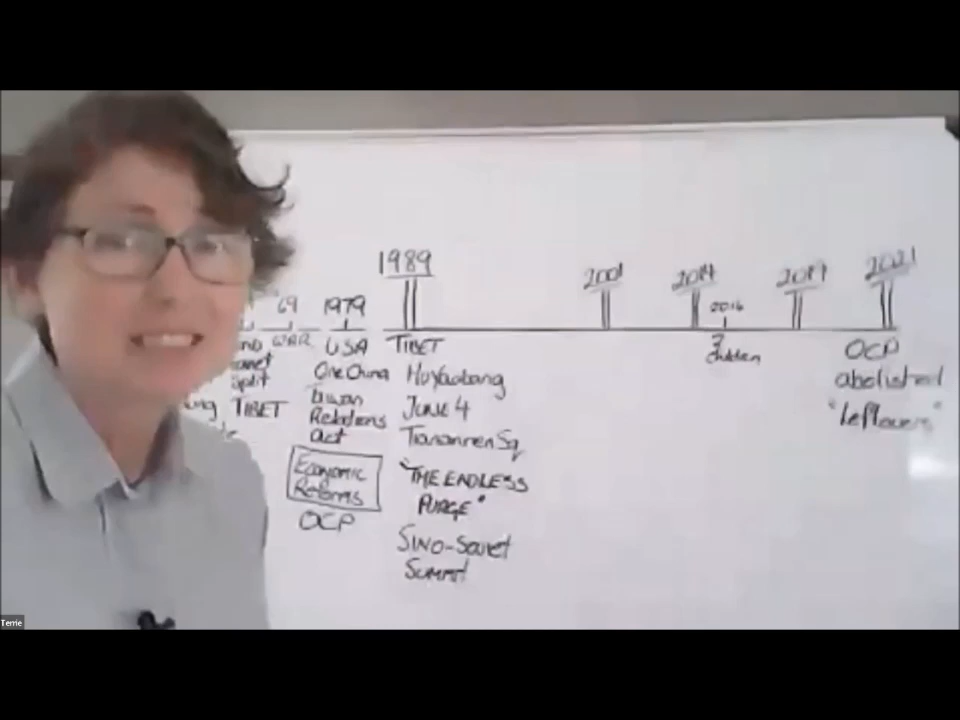 1989
2001
2014
2019
2021
'69
1979
2016
WAR
USA
TIBET
2 children
OCP
split
One China
Hu Yaobang
abolished
TIBET
Taiwan
JUNE 4
"leftovers"
Relations
Tiananmen Sq
act
Economic
"THE ENDLESS
Reforms
PURGE"
OCP
SINO-Soviet
Summit
Terrie